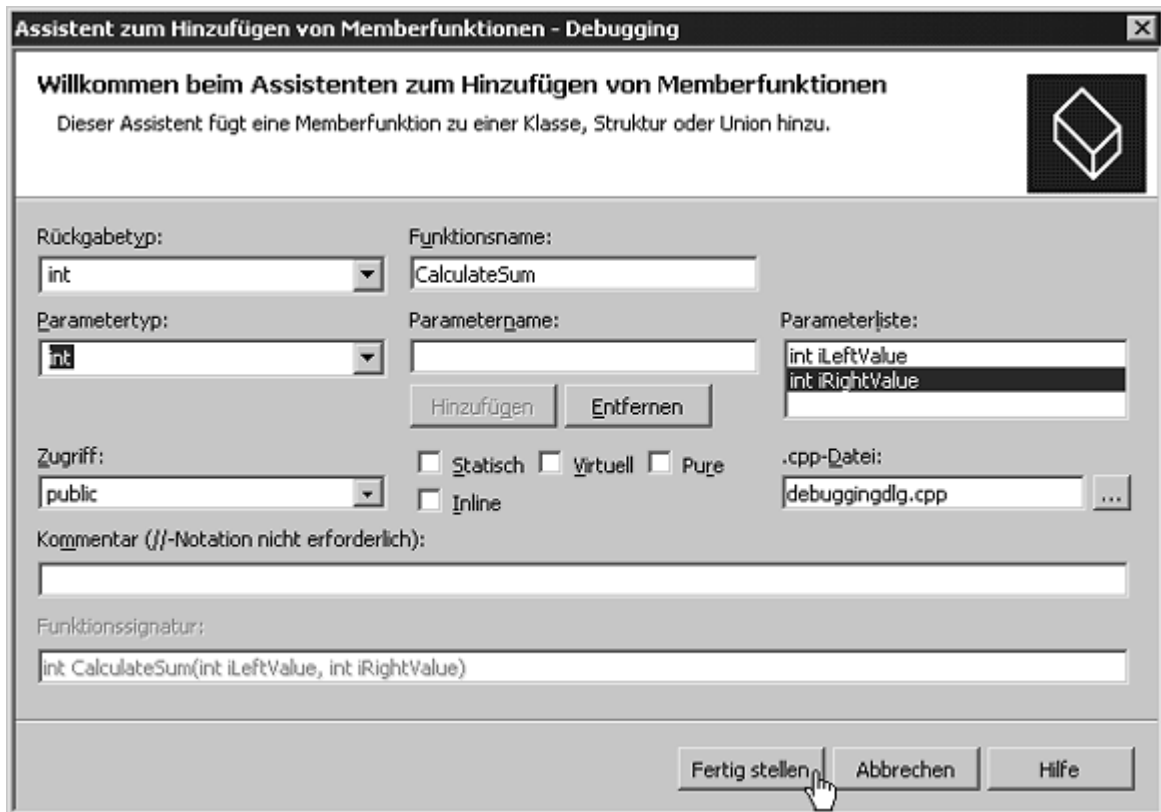 Assistent zum Hinzufügen von Memberfunktionen - Debugging
Willkommen beim Assistenten zum Hinzufügen von Memberfunktionen
Dieser Assistent fügt eine Memberfunktion zu einer Klasse, Struktur oder Union hinzu.
Rückgabetyp: Funktionsname:
int CalculateSum
Parametertyp: Parametername: Parameterliste:
int int iLeftValue
int iRightValue
Hinzufügen Entfernen
Zugriff: Statisch Virtuell Pure .cpp-Datei:
public Inline debuggingdlg.cpp ...
Kommentar (//-Notation nicht erforderlich):
Funktionssignatur:
int CalculateSum(int iLeftValue, int iRightValue)
Fertig stellen Abbrechen Hilfe